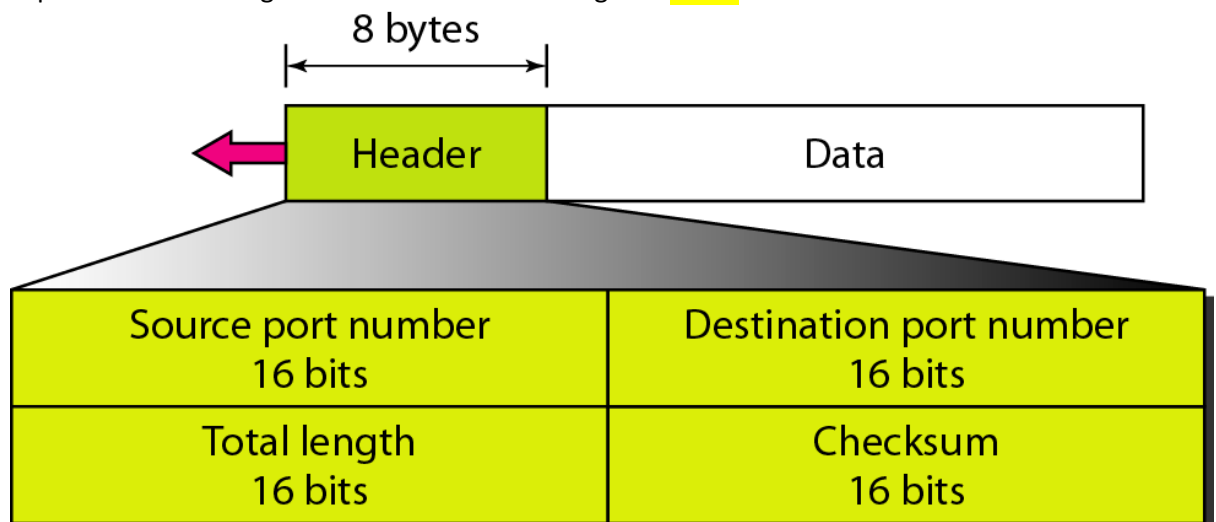 8 bytes
Header
Data
Source port number
Destination port number
16 bits
16 bits
Total length
Checksum
16 bits
16 bits